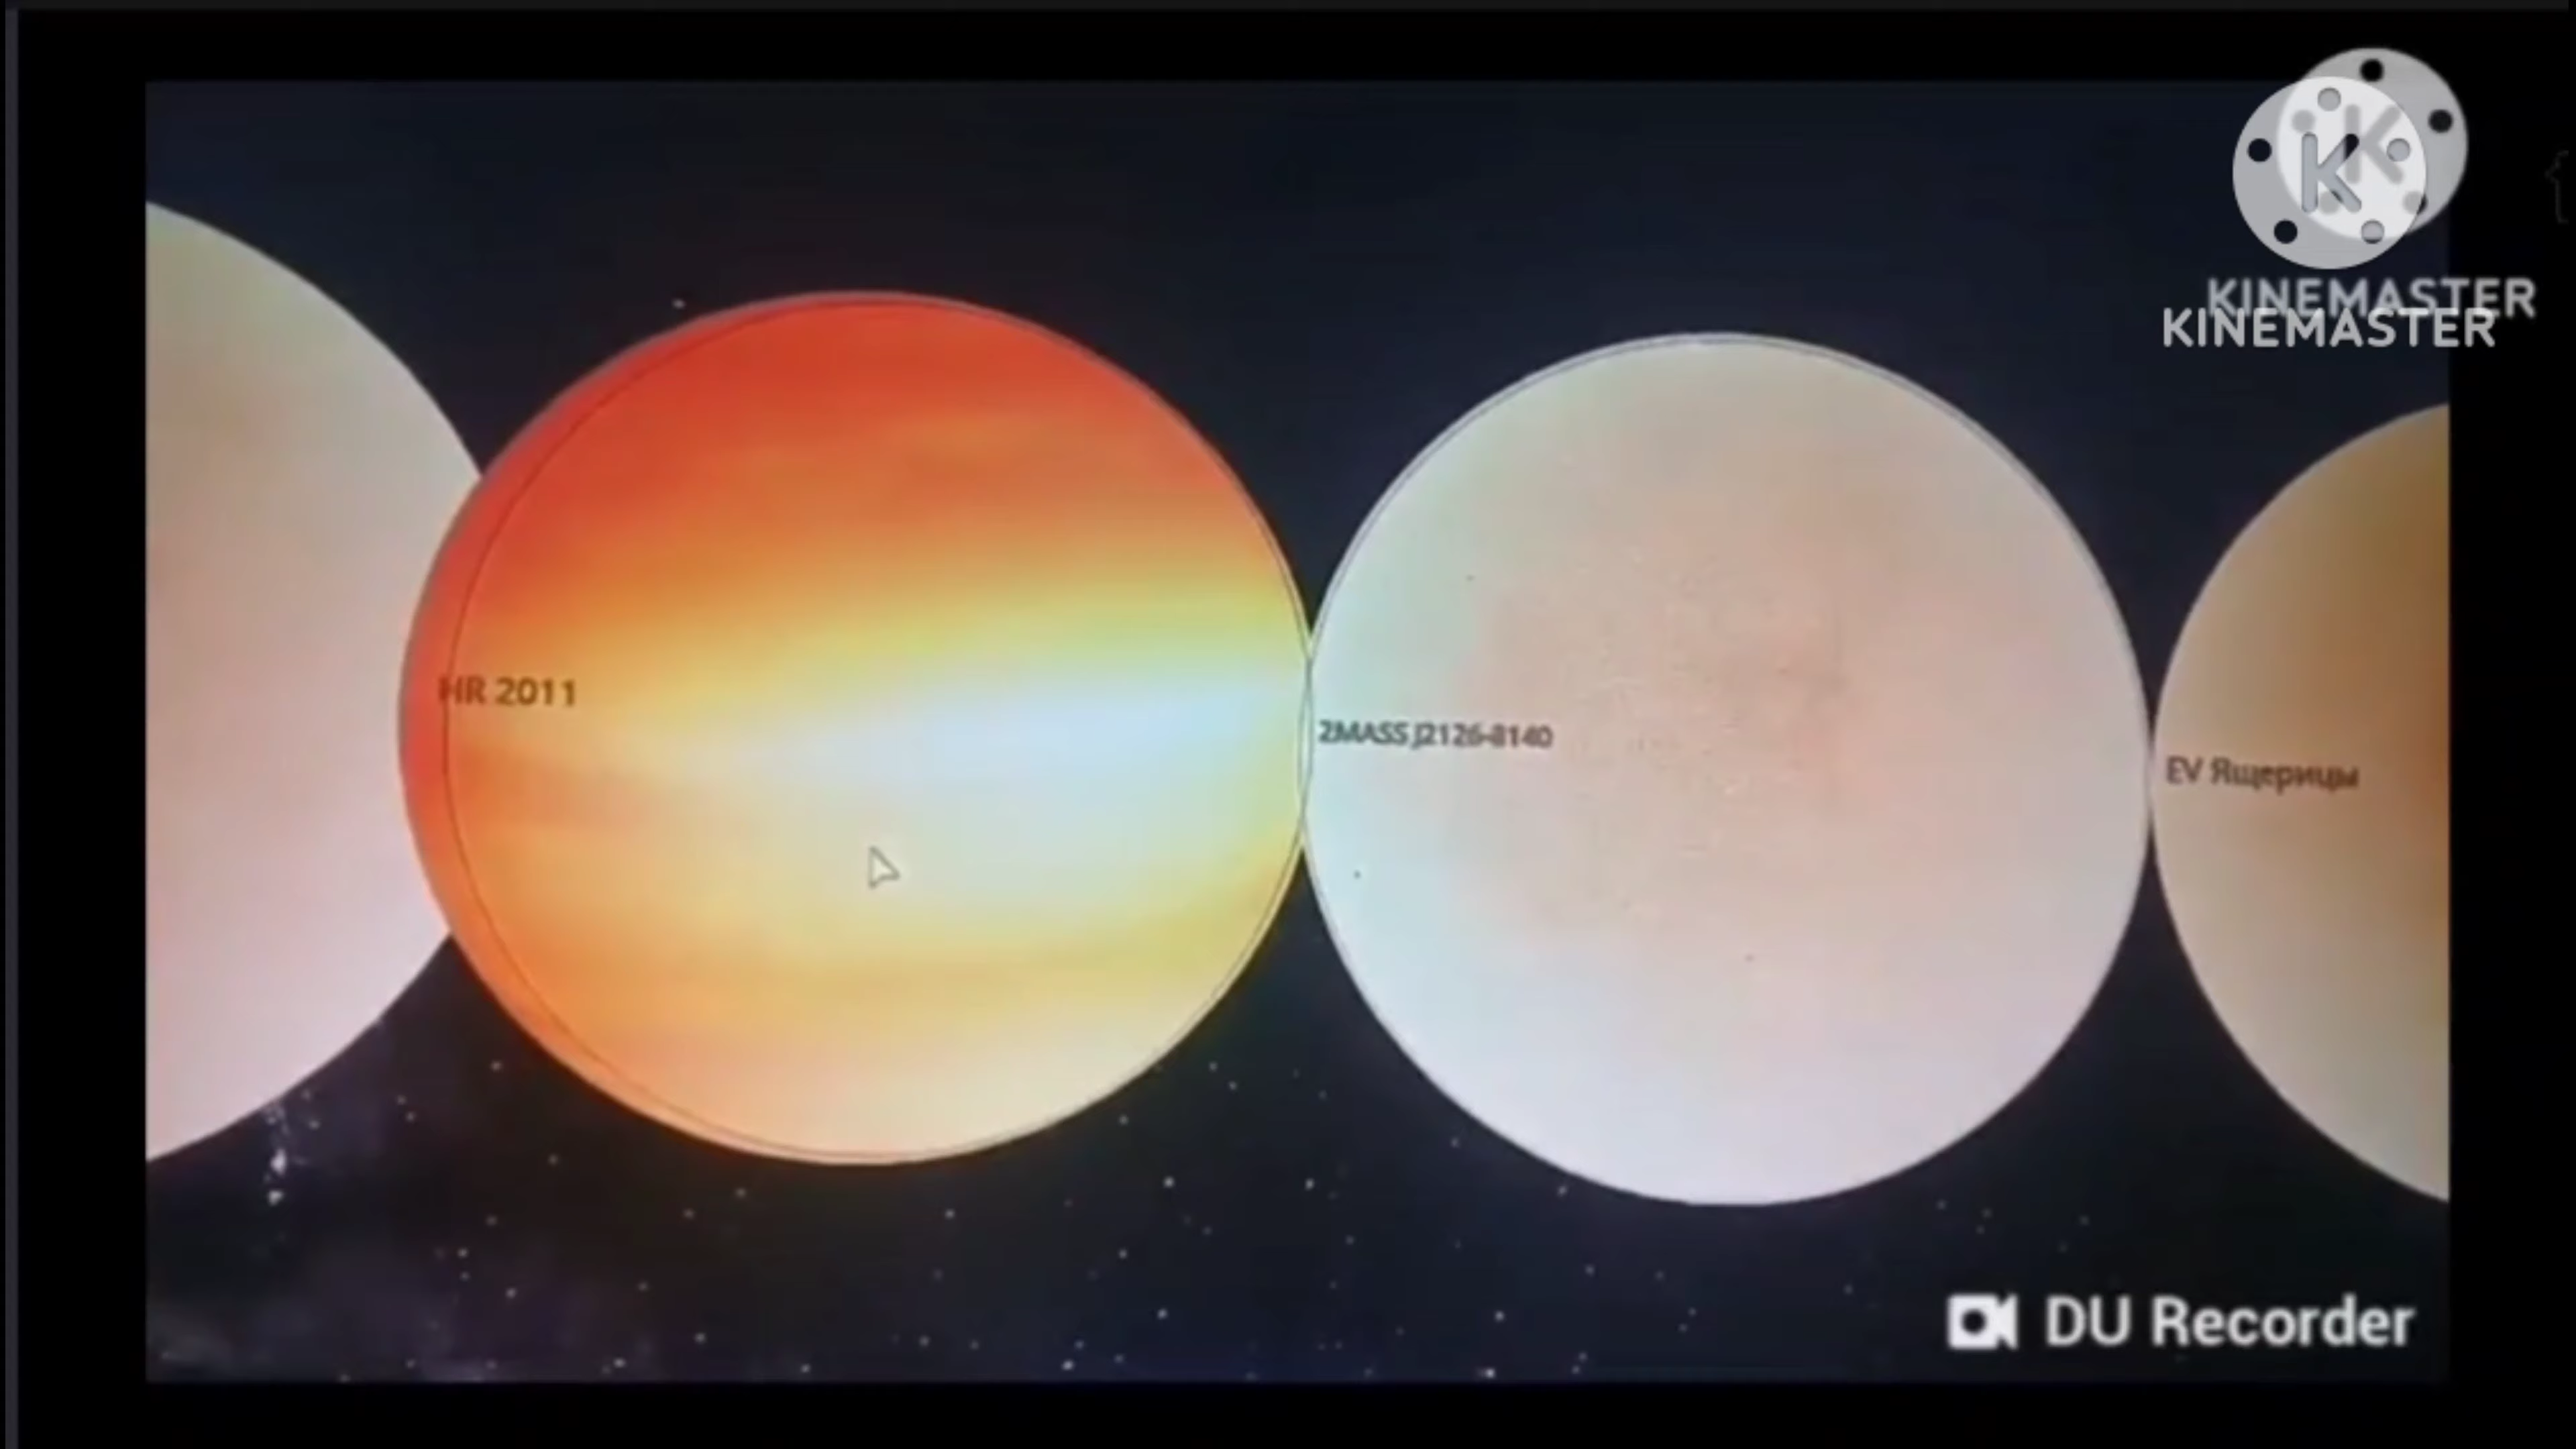 KINEMASTER
KINEMASTER
HR 2011
2MASS J2126-8140
EV Ящерицы
DU Recorder